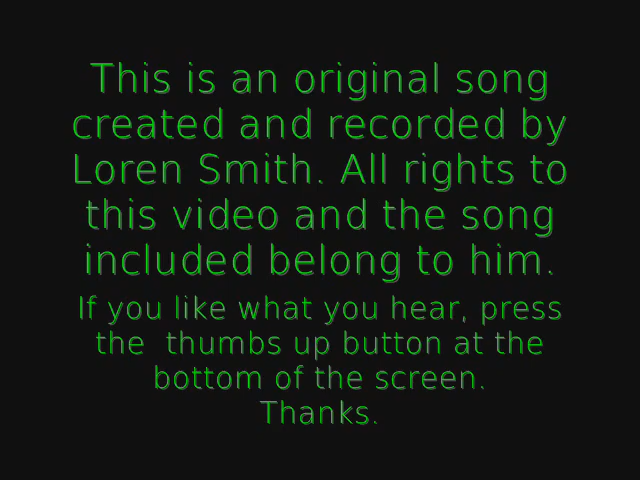 This is an original song
created and recorded by
Loren Smith. All rights to
this video and the song
included belong to him.
If you like what you hear, press
the  thumbs up button at the
bottom of the screen.
Thanks.